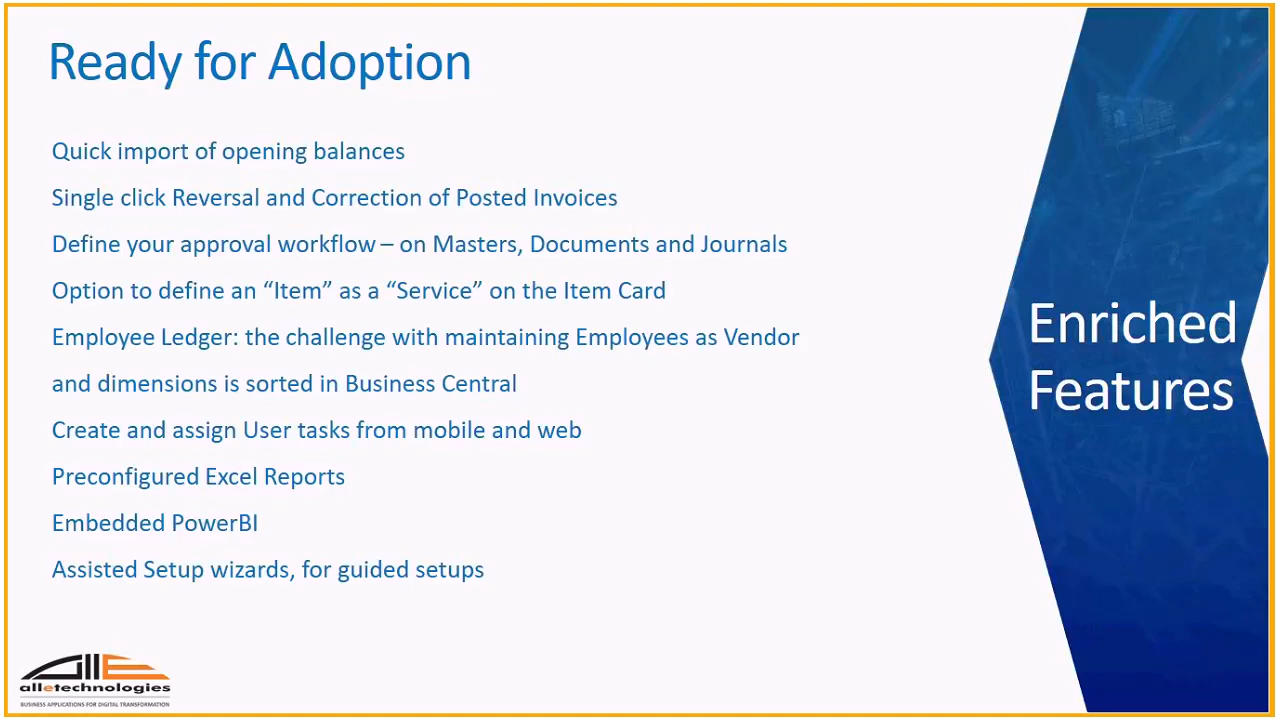 Ready for Adoption
Quick import of opening balances
Single click Reversal and Correction of Posted Invoices
Define your approval workflow – on Masters, Documents and Journals
Option to define an “Item” as a “Service” on the Item Card
Employee Ledger: the challenge with maintaining Employees as Vendor
and dimensions is sorted in Business Central
Create and assign User tasks from mobile and web
Preconfigured Excel Reports
Embedded PowerBI
Assisted Setup wizards, for guided setups
Enriched
Features
alletechnologies
BUSINESS APPLICATIONS FOR DIGITAL TRANSFORMATION